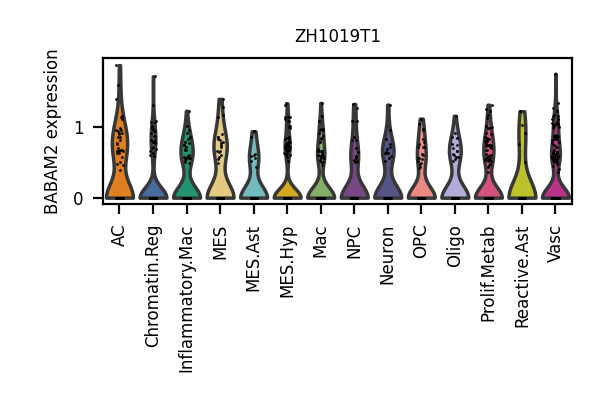 ZH1019T1
BABAM2 expression
1
0
AC
Chromatin.Reg
Inflammatory.Mac
MES
MES.Ast
MES.Hyp
Mac
NPC
Neuron
OPC
Oligo
Prolif.Metab
Reactive.Ast
Vasc